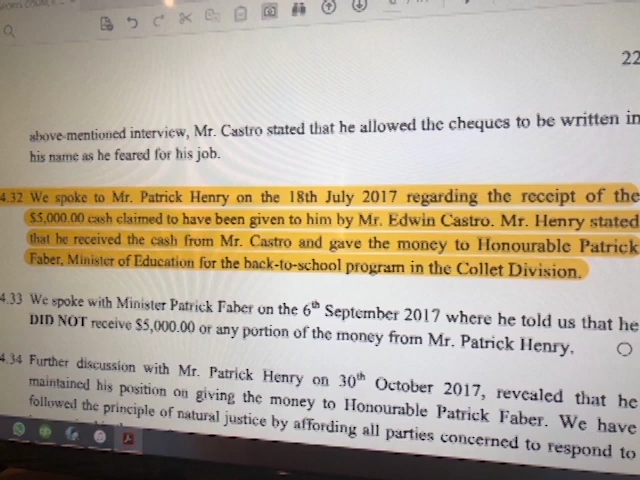 22
above-mentioned interview, Mr. Castro stated that he allowed the cheques to be written in
his name as he feared for his job.
4.32 We spoke to Mr. Patrick Henry on the 18th July 2017 regarding the receipt of the
$5,000.00 cash claimed to have been given to him by Mr. Edwin Castro. Mr. Henry stated
that he received the cash from Mr. Castro and gave the money to Honourable Patrick
Faber, Minister of Education for the back-to-school program in the Collet Division.
4.33 We spoke with Minister Patrick Faber on the 6th September 2017 where he told us that he
DID NOT receive $5,000.00 or any portion of the money from Mr. Patrick Henry.
4.34 Further discussion with Mr. Patrick Henry on 30th October 2017, revealed that he
maintained his position on giving the money to Honourable Patrick Faber. We have
followed the principle of natural justice by affording all parties concerned to respond to